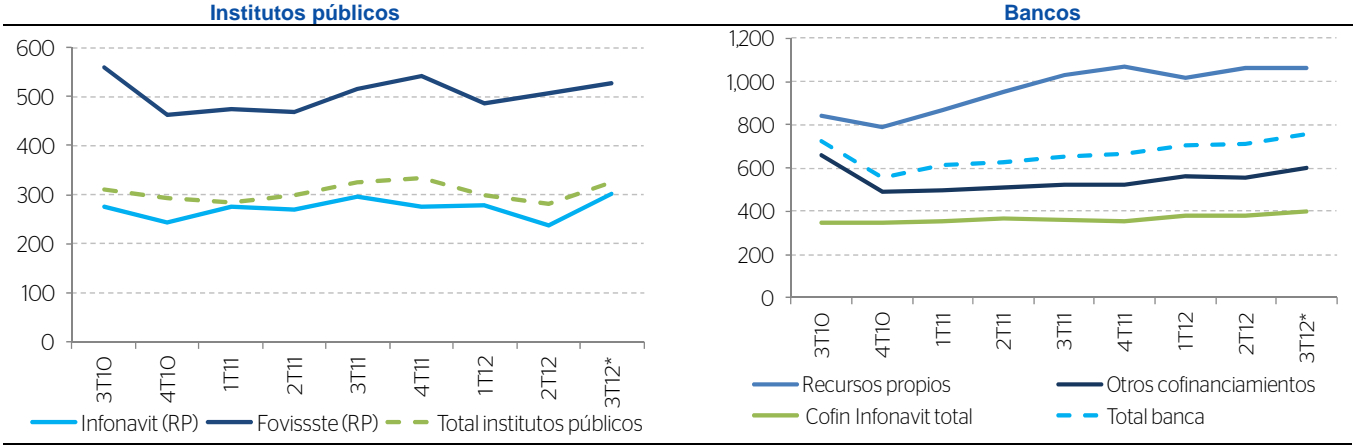 Institutos públicos
600
500
400
300
200
100
0
3T10
4T10
1T11
2T11
3T11
4T11
1T12
2T12
3T12*
Infonavit (RP) Fovissste (RP) Total institutos públicos
Bancos
1,200
1,000
800
600
400
200
0
3T10
4T10
1T11
2T11
3T11
4T11
1T12
2T12
3T12*
Recursos propios Otros cofinanciamientos
Cofin Infonavit total Total banca